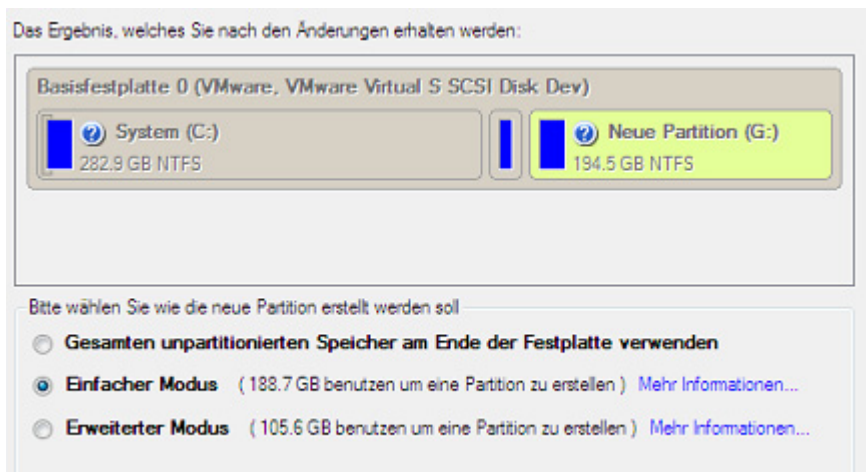 Das Ergebnis, welches Sie nach den Änderungen erhalten werden:
Basisfestplatte 0 (VMware, VMware Virtual S SCSI Disk Dev)
System (C:)
282.9 GB NTFS
Neue Partition (G:)
194.5 GB NTFS
Bitte wählen Sie wie die neue Partition erstellt werden soll
Gesamten unpartitionierten Speicher am Ende der Festplatte verwenden
Einfacher Modus ( 188.7 GB benutzen um eine Partition zu erstellen ) Mehr Informationen...
Erweiterter Modus ( 105.6 GB benutzen um eine Partition zu erstellen ) Mehr Informationen...